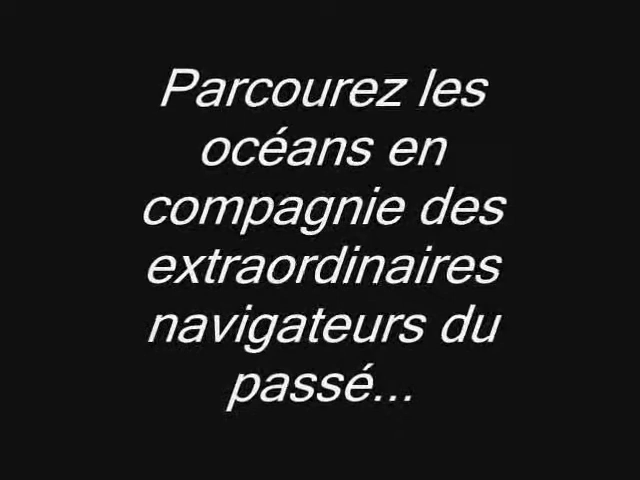 Parcourez les
océans en
compagnie des
extraordinaires
navigateurs du
passé...